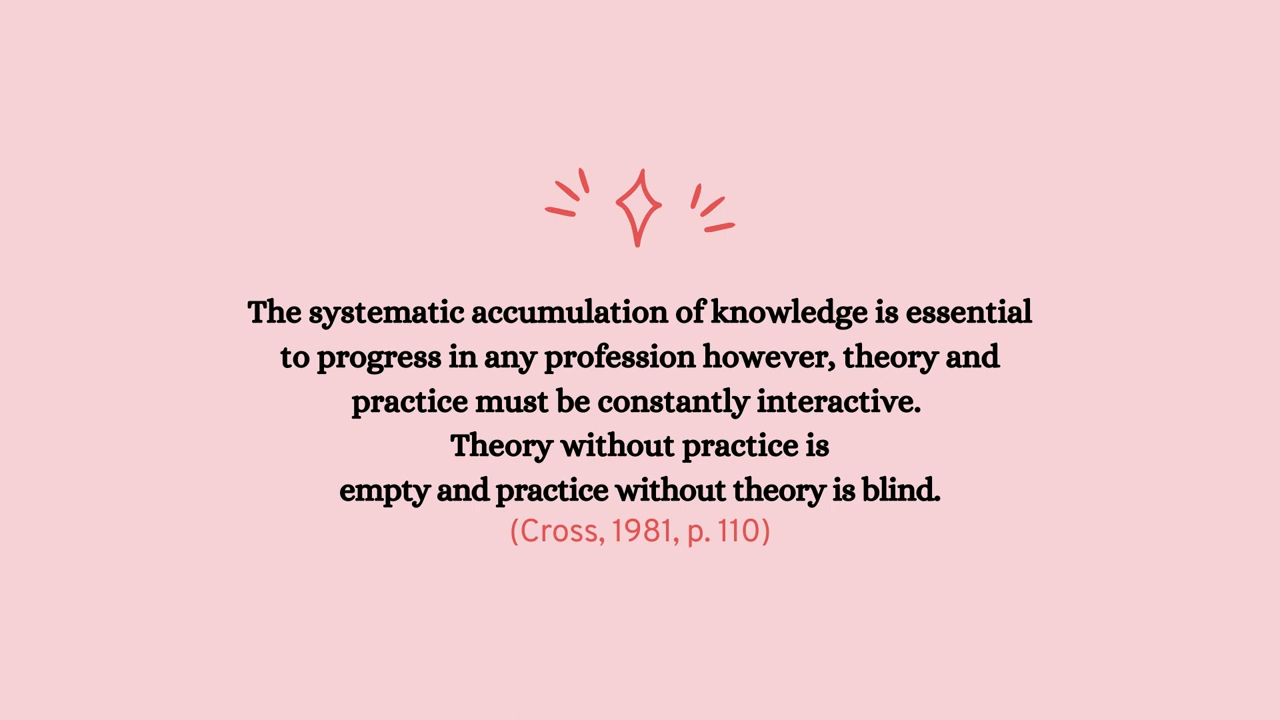 The systematic accumulation of knowledge is essential
to progress in any profession however, theory and
practice must be constantly interactive.
Theory without practice is
empty and practice without theory is blind.
(Cross, 1981, p. 110)